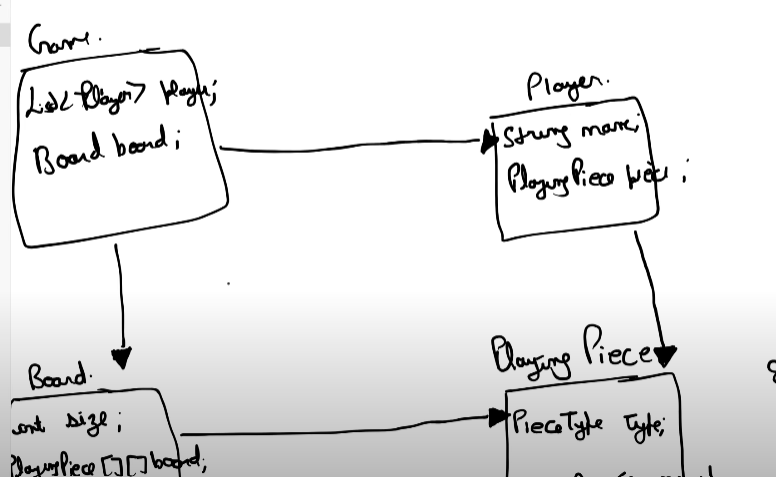 Game.
List<Player> player;
Board board;
Player.
String name;
PlayingPiece piece;
Board.
int size;
PlayingPiece[][] board;
Playing Piece
PieceType Type;